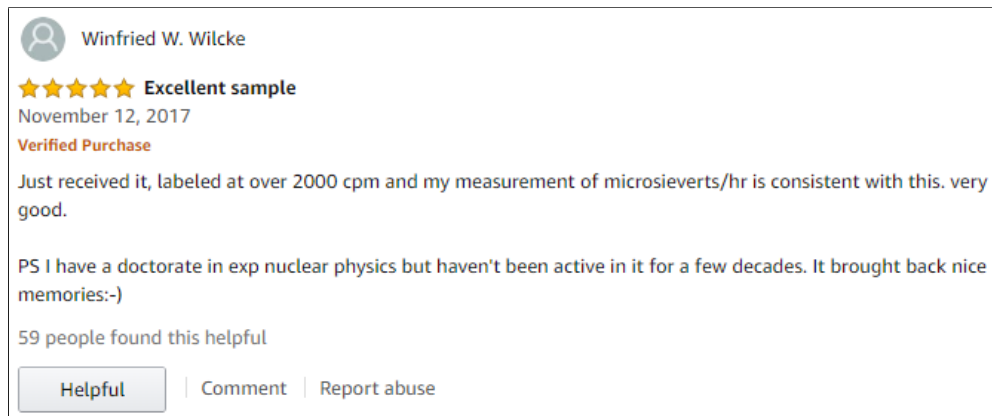 Winfried W. Wilcke
Excellent sample
November 12, 2017
Verified Purchase
Just received it, labeled at over 2000 cpm and my measurement of microsieverts/hr is consistent with this. very
good.
PS I have a doctorate in exp nuclear physics but haven't been active in it for a few decades. It brought back nice
memories:-)
59 people found this helpful
Helpful Comment Report abuse